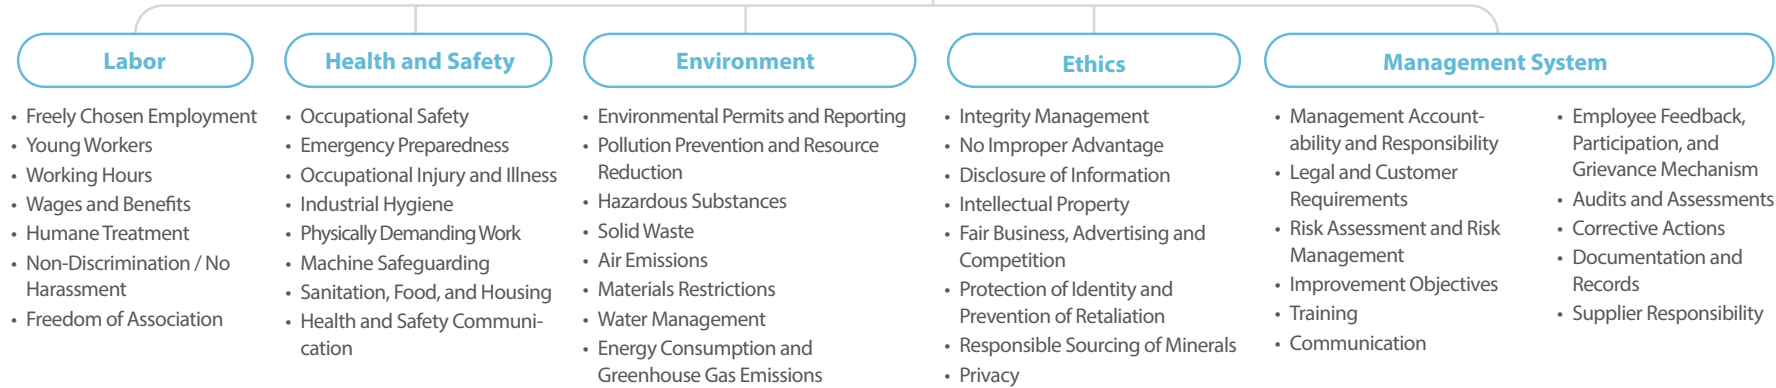 Labor
Freely Chosen Employment
Young Workers
Working Hours
Wages and Benefits
Humane Treatment
Non-Discrimination / No
Harassment
Freedom of Association
Health and Safety
Occupational Safety
Emergency Preparedness
Occupational Injury and Illness
Industrial Hygiene
Physically Demanding Work
Machine Safeguarding
Sanitation, Food, and Housing
Health and Safety Communi-
cation
Environment
Environmental Permits and Reporting
Pollution Prevention and Resource
Reduction
Hazardous Substances
Solid Waste
Air Emissions
Materials Restrictions
Water Management
Energy Consumption and
Greenhouse Gas Emissions
Ethics
Integrity Management
No Improper Advantage
Disclosure of Information
Intellectual Property
Fair Business, Advertising and
Competition
Protection of Identity and
Prevention of Retaliation
Responsible Sourcing of Minerals
Privacy
Management System
Management Account-
ability and Responsibility
Legal and Customer
Requirements
Risk Assessment and Risk
Management
Improvement Objectives
Training
Communication
Employee Feedback,
Participation, and
Grievance Mechanism
Audits and Assessments
Corrective Actions
Documentation and
Records
Supplier Responsibility